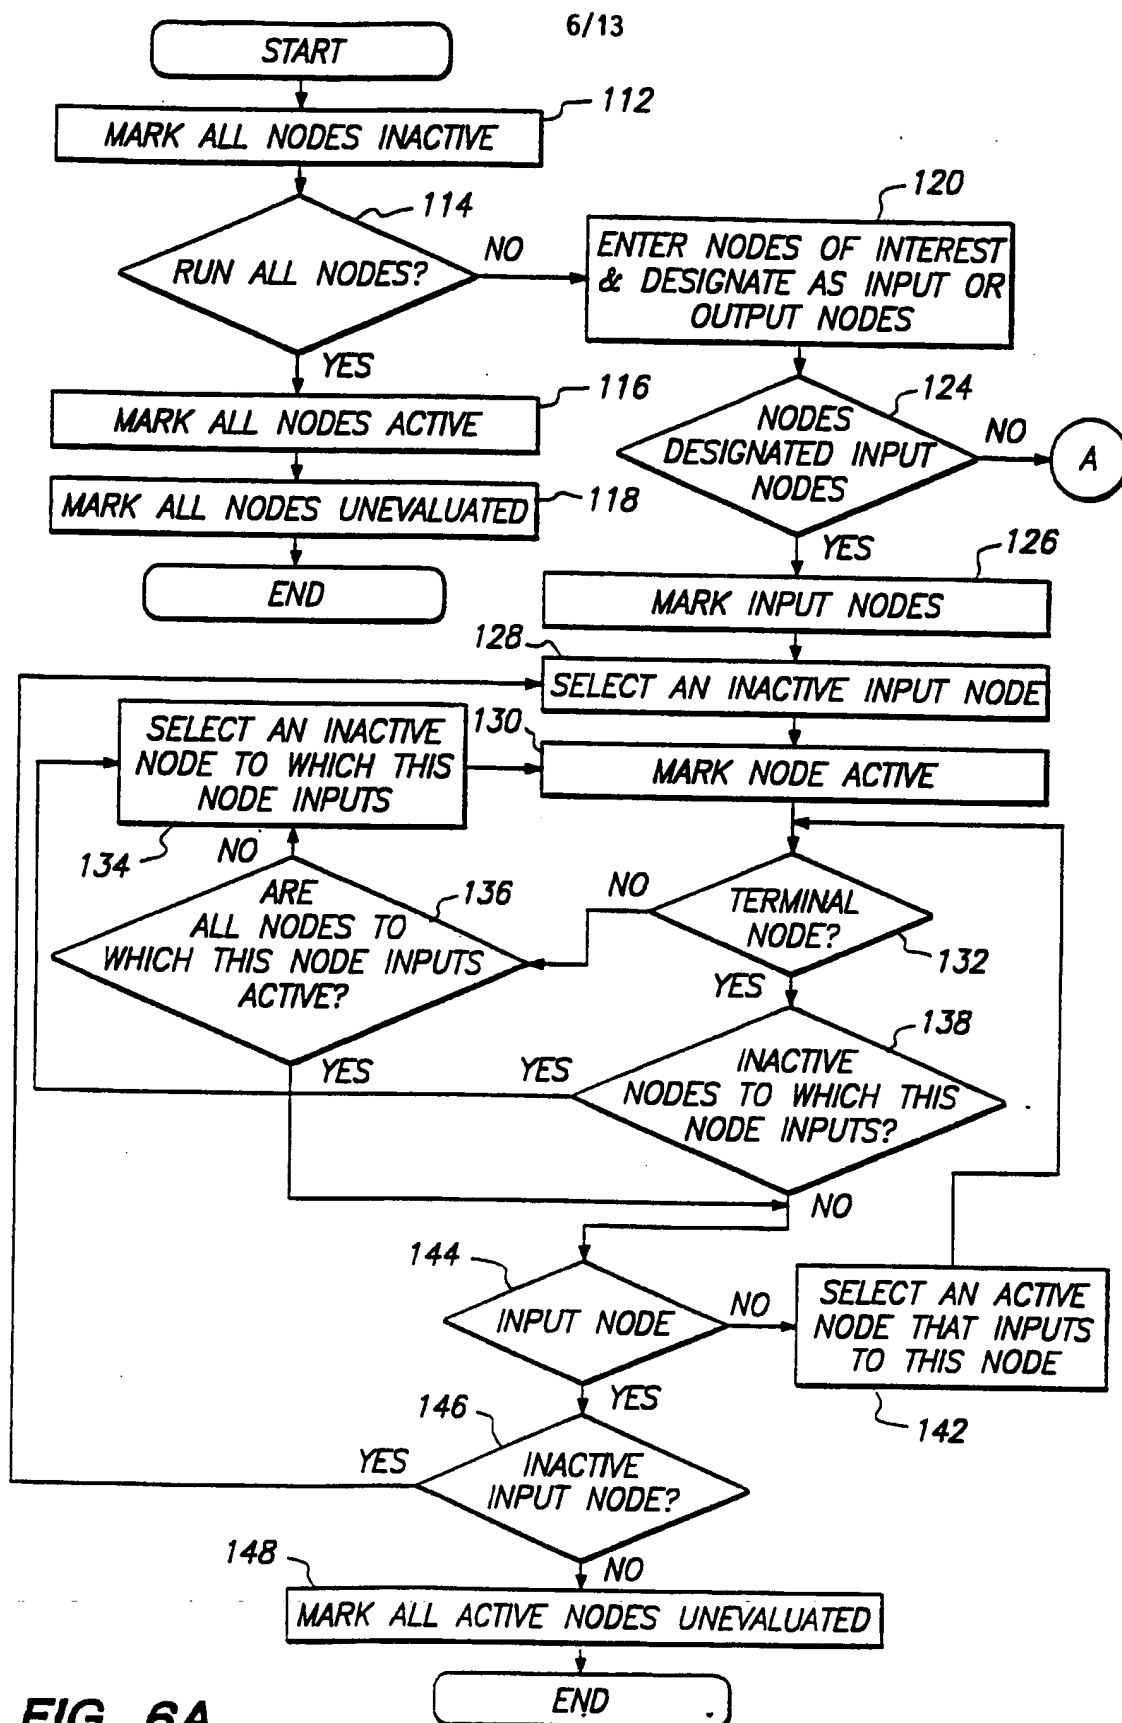 6/13
START
112
MARK ALL NODES INACTIVE
114
RUN ALL NODES?
NO
120
ENTER NODES OF INTEREST
& DESIGNATE AS INPUT OR
OUTPUT NODES
YES
116
MARK ALL NODES ACTIVE
118
MARK ALL NODES UNEVALUATED
END
124
NODES
DESIGNATED INPUT
NODES
NO
A
YES
126
MARK INPUT NODES
128
SELECT AN INACTIVE INPUT NODE
130
MARK NODE ACTIVE
SELECT AN INACTIVE
NODE TO WHICH THIS
NODE INPUTS
134
NO
ARE
ALL NODES TO
WHICH THIS NODE INPUTS
ACTIVE?
136
YES
NO
TERMINAL
NODE?
132
YES
138
INACTIVE
NODES TO WHICH THIS
NODE INPUTS?
YES
NO
144
INPUT NODE
NO
SELECT AN ACTIVE
NODE THAT INPUTS
TO THIS NODE
142
YES
146
INACTIVE
INPUT NODE?
YES
NO
148
MARK ALL ACTIVE NODES UNEVALUATED
END
FIG. 6A